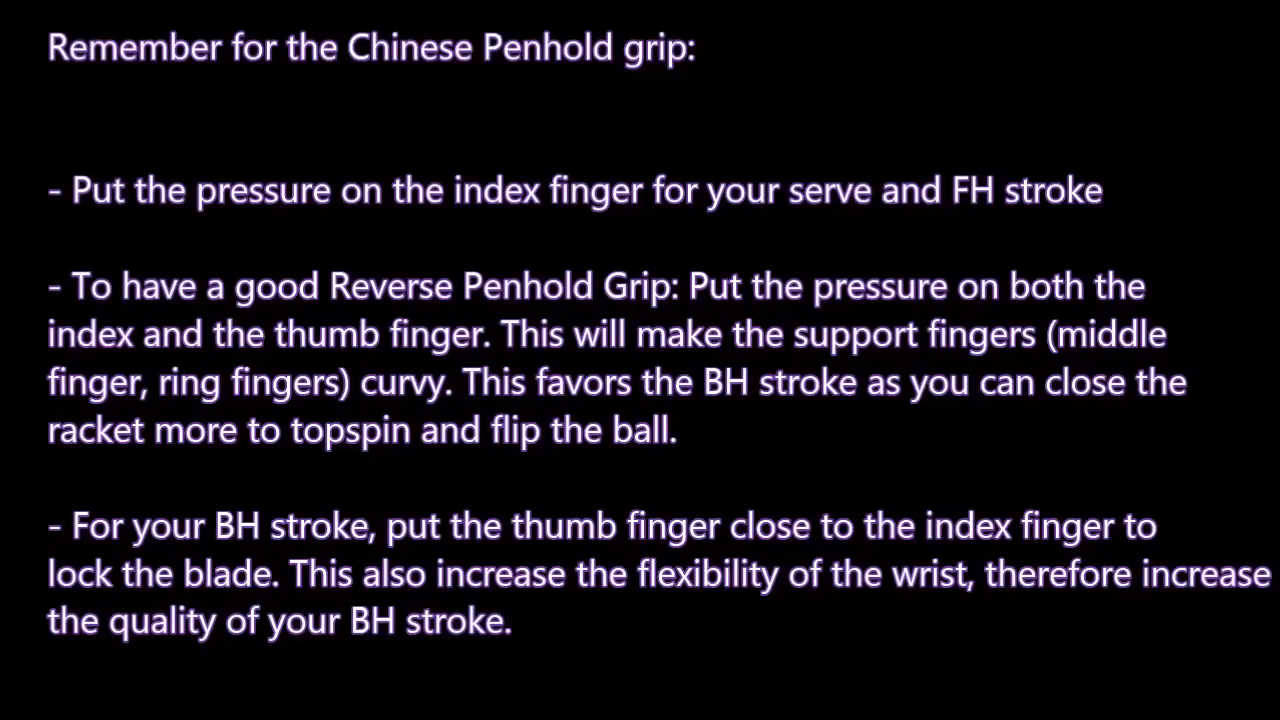 Remember for the Chinese Penhold grip:
- Put the pressure on the index finger for your serve and FH stroke
- To have a good Reverse Penhold Grip: Put the pressure on both the
index and the thumb finger. This will make the support fingers (middle
finger, ring fingers) curvy. This favors the BH stroke as you can close the
racket more to topspin and flip the ball.
- For your BH stroke, put the thumb finger close to the index finger to
lock the blade. This also increase the flexibility of the wrist, therefore increase
the quality of your BH stroke.